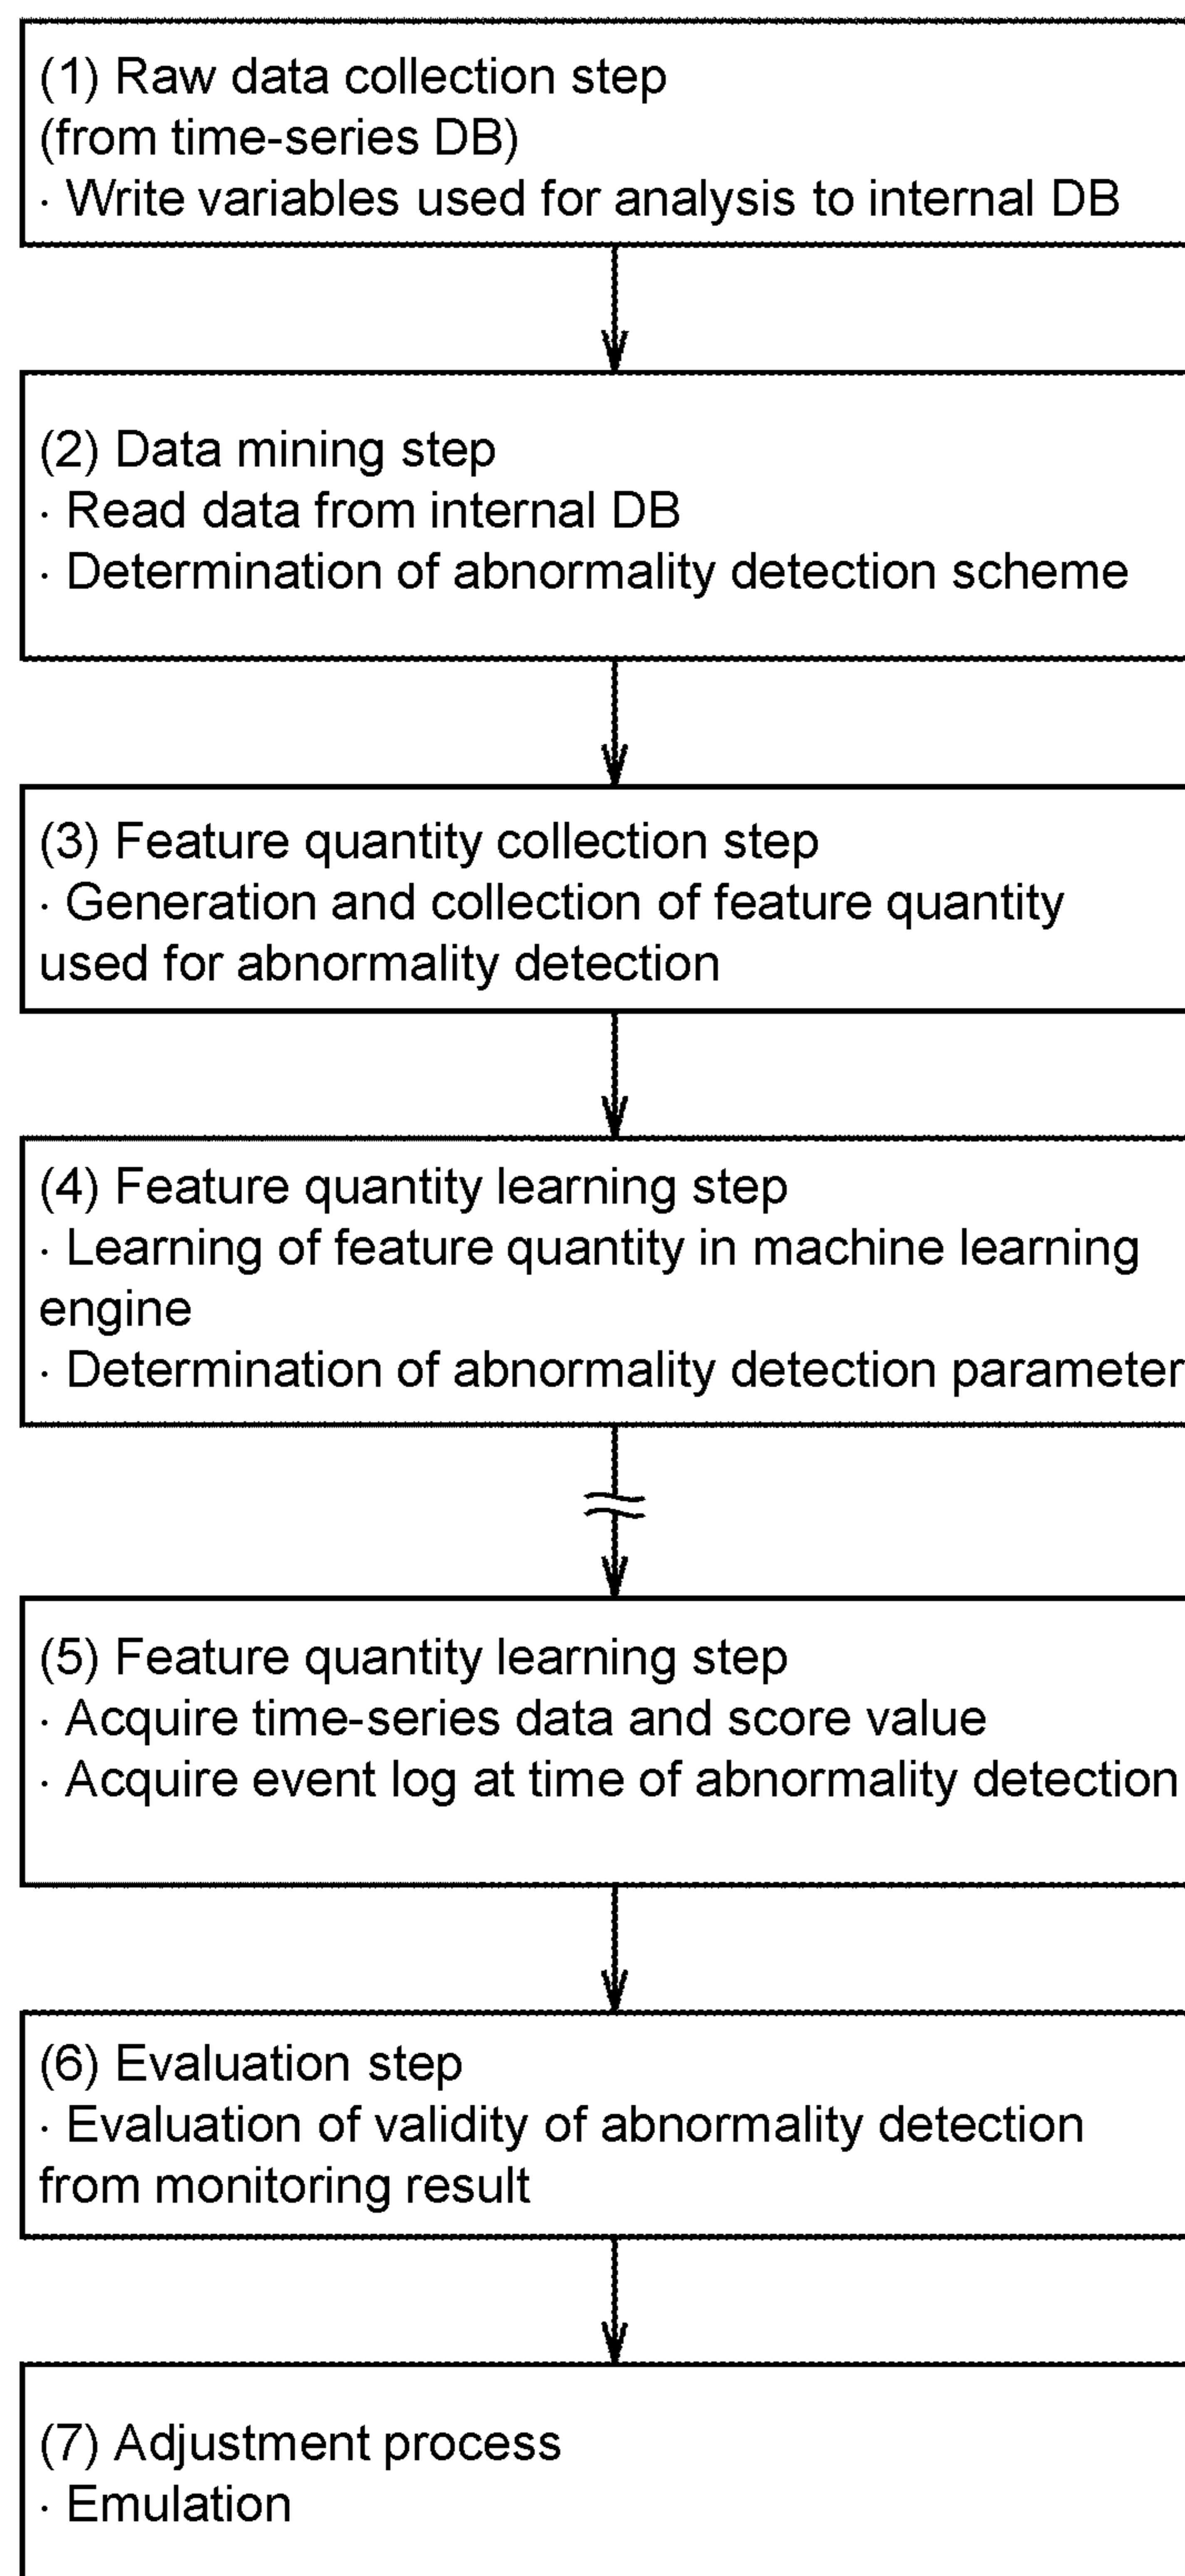 (1) Raw data collection step
(from time-series DB)
· Write variables used for analysis to internal DB
(2) Data mining step
· Read data from internal DB
· Determination of abnormality detection scheme
(3) Feature quantity collection step
· Generation and collection of feature quantity
used for abnormality detection
(4) Feature quantity learning step
· Learning of feature quantity in machine learning
engine
· Determination of abnormality detection parameter
(5) Feature quantity learning step
· Acquire time-series data and score value
· Acquire event log at time of abnormality detection
(6) Evaluation step
· Evaluation of validity of abnormality detection
from monitoring result
(7) Adjustment process
· Emulation